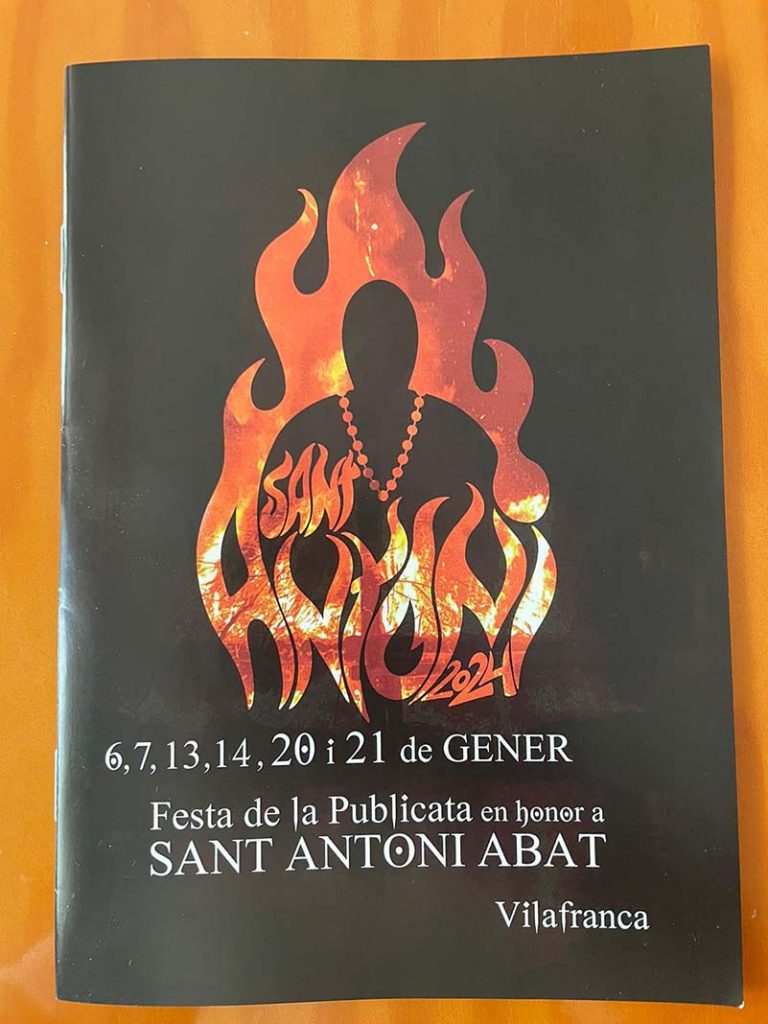 SANT
ANTONI
2024
6, 7, 13, 14, 20 i 21 de GENER
Festa de la Publicata en honor a
SANT ANTONI ABAT
Vilafranca